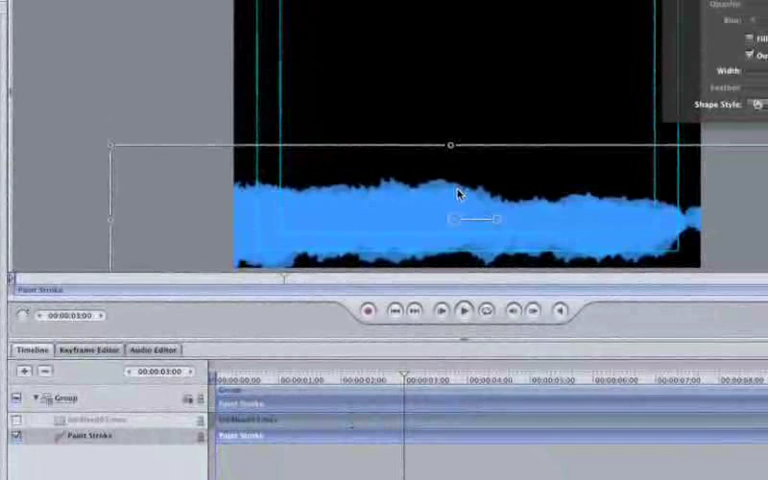 Opacity:
Blur:
Fill
Ou
Width:
Feather:
Shape Style:
Paint Stroke
00:00:03:00
Timeline
Keyframe Editor
Audio Editor
00:00:03:00
00:00:00:00 00:00:01:00 00:00:02:00 00:00:03:00 00:00:04:00 00:00:05:00 00:00:06:00 00:00:07:00 00:00:08:00
Group
Group
Paint Stroke
Paint Stroke
Paint Stroke